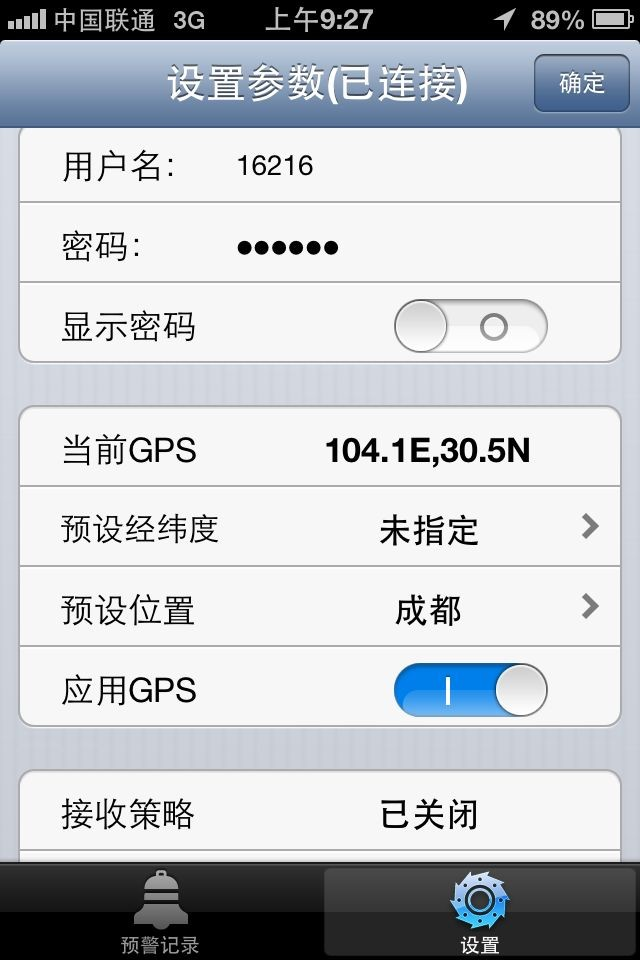 中国联通 3G 上午9:27 89%
设置参数(已连接) 确定
用户名: 16216
密码: ••••••
显示密码
当前GPS 104.1E,30.5N
预设经纬度 未指定
预设位置 成都
应用GPS
接收策略 已关闭
预警记录 设置